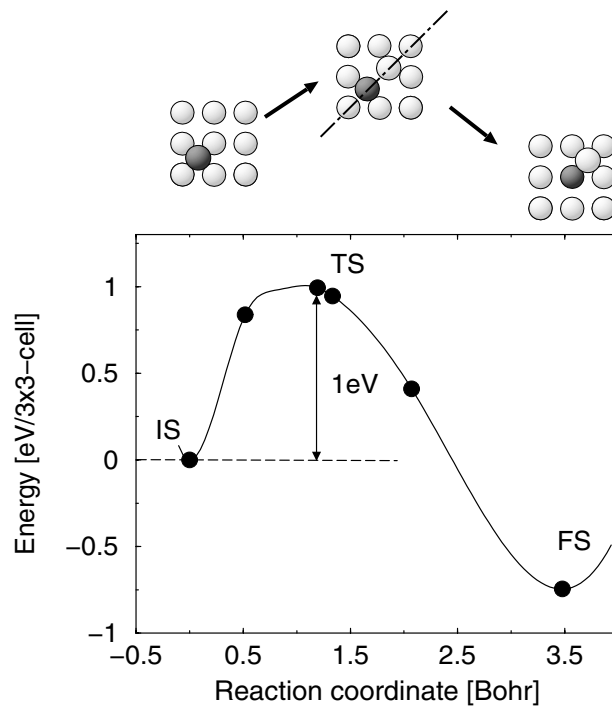 Energy [eV/3x3−cell]
1
0.5
0
−0.5
−1
TS
1eV
IS
FS
−0.5
0.5
1.5
2.5
3.5
Reaction coordinate [Bohr]